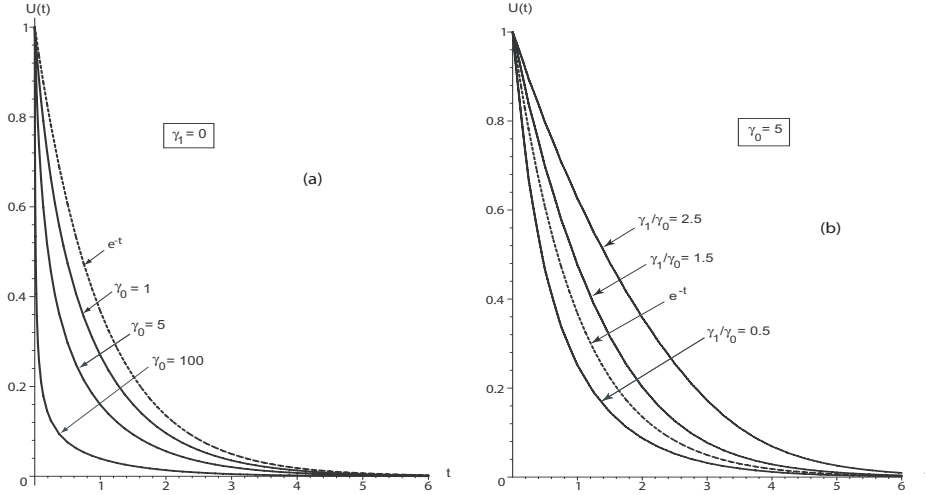 U(t)
1
0.8
0.6
0.4
0.2
0
1
2
3
4
5
6
t
γ₁ = 0
(a)
e⁻ᵗ
γ₀ = 1
γ₀ = 5
γ₀ = 100
U(t)
1
0.8
0.6
0.4
0.2
0
1
2
3
4
5
6
t
γ₀ = 5
(b)
γ₁/γ₀ = 2.5
γ₁/γ₀ = 1.5
e⁻ᵗ
γ₁/γ₀ = 0.5